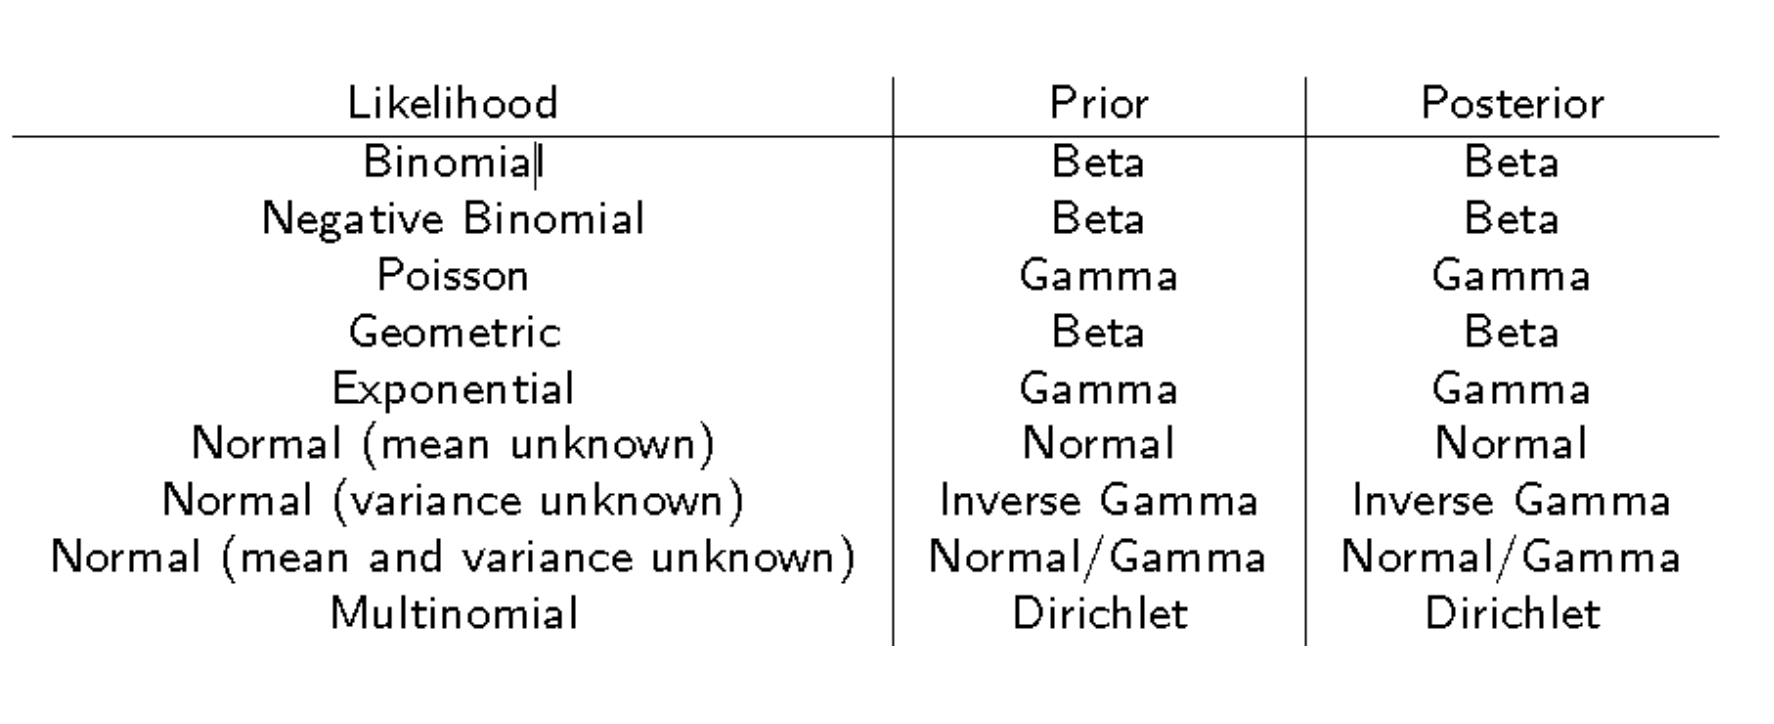 Likelihood Prior Posterior
Binomial Beta Beta
Negative Binomial Beta Beta
Poisson Gamma Gamma
Geometric Beta Beta
Exponential Gamma Gamma
Normal (mean unknown) Normal Normal
Normal (variance unknown) Inverse Gamma Inverse Gamma
Normal (mean and variance unknown) Normal/Gamma Normal/Gamma
Multinomial Dirichlet Dirichlet